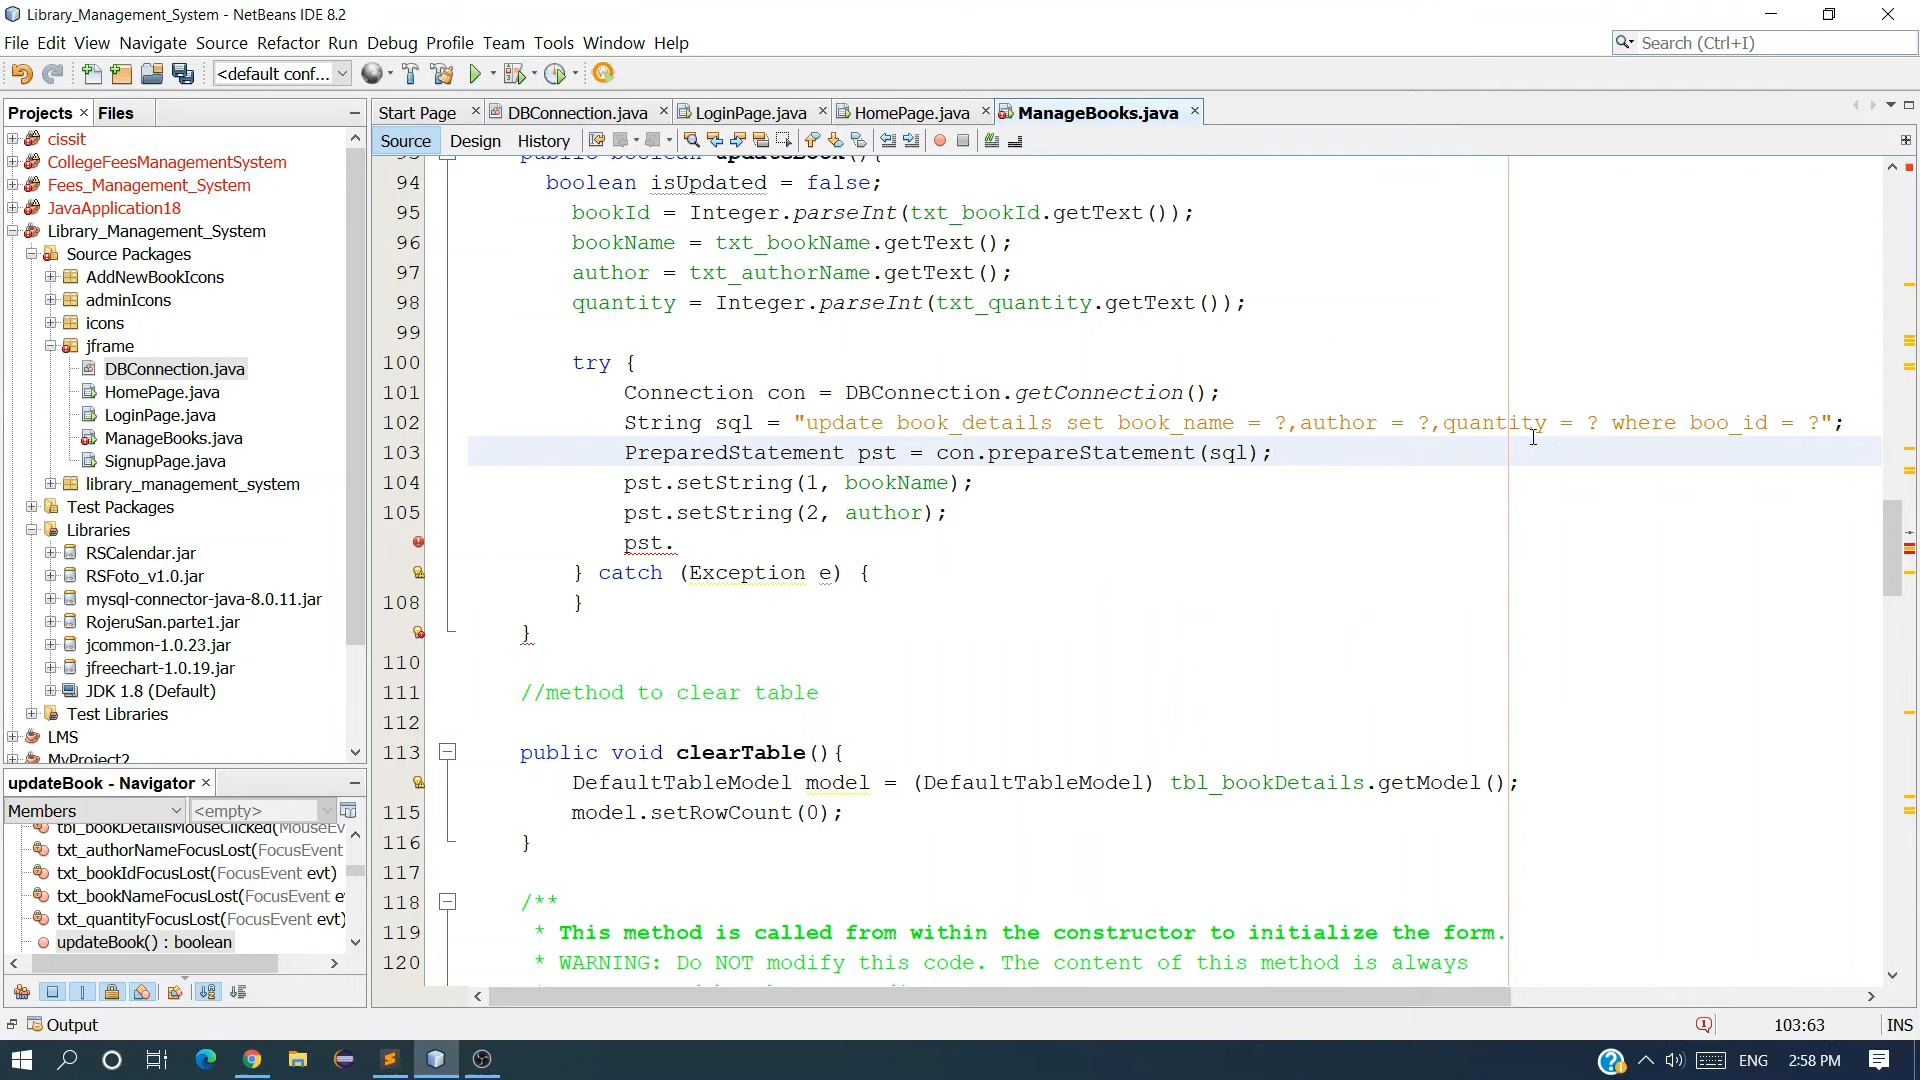 Library_Management_System - NetBeans IDE 8.2
File Edit View Navigate Source Refactor Run Debug Profile Team Tools Window Help
Search (Ctrl+I)
<default conf...
Projects Files
Start Page DBConnection.java LoginPage.java HomePage.java ManageBooks.java
Source Design History
cissit
CollegeFeesManagementSystem
Fees_Management_System
JavaApplication18
Library_Management_System
Source Packages
AddNewBookIcons
adminIcons
icons
jframe
DBConnection.java
HomePage.java
LoginPage.java
ManageBooks.java
SignupPage.java
library_management_system
Test Packages
Libraries
RSCalendar.jar
RSFoto_v1.0.jar
mysql-connector-java-8.0.11.jar
RojeruSan.parte1.jar
jcommon-1.0.23.jar
jfreechart-1.0.19.jar
JDK 1.8 (Default)
Test Libraries
LMS
MyProject2
updateBook - Navigator
Members <empty>
tbl_bookDetailsMouseClicked(MouseEv
txt_authorNameFocusLost(FocusEvent
txt_bookIdFocusLost(FocusEvent evt)
txt_bookNameFocusLost(FocusEvent ev
txt_quantityFocusLost(FocusEvent evt)
updateBook() : boolean
93 public boolean updateBook(){
94 boolean isUpdated = false;
95 bookId = Integer.parseInt(txt_bookId.getText());
96 bookName = txt_bookName.getText();
97 author = txt_authorName.getText();
98 quantity = Integer.parseInt(txt_quantity.getText());
99
100 try {
101 Connection con = DBConnection.getConnection();
102 String sql = "update book_details set book_name = ?,author = ?,quantity = ? where boo_id = ?";
103 PreparedStatement pst = con.prepareStatement(sql);
104 pst.setString(1, bookName);
105 pst.setString(2, author);
pst.
} catch (Exception e) {
108 }
}
110
111 //method to clear table
112
113 public void clearTable(){
DefaultTableModel model = (DefaultTableModel) tbl_bookDetails.getModel();
115 model.setRowCount(0);
116 }
117
118 /**
119 * This method is called from within the constructor to initialize the form.
120 * WARNING: Do NOT modify this code. The content of this method is always
Output
103:63 INS
ENG 2:58 PM